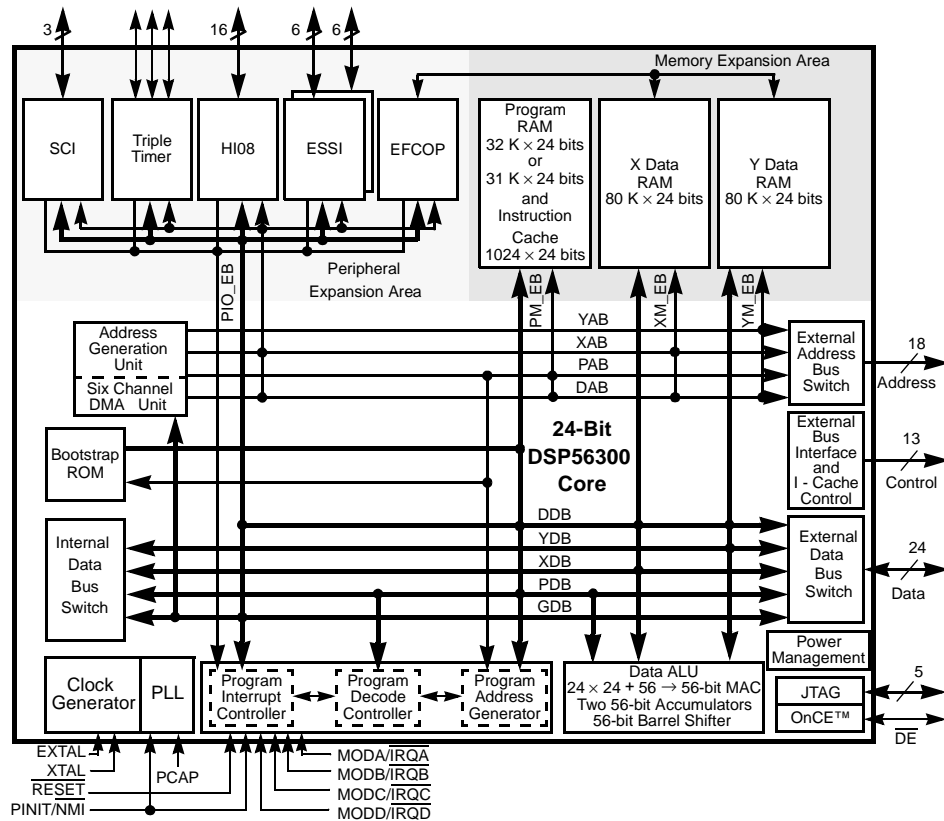 3
16
6
6
Memory Expansion Area
SCI
Triple
Timer
HI08
ESSI
EFCOP
Program
RAM
32 K × 24 bits
or
31 K × 24 bits
and
Instruction
Cache
1024 × 24 bits
X Data
RAM
80 K × 24 bits
Y Data
RAM
80 K × 24 bits
Peripheral
Expansion Area
PIO_EB
PM_EB
XM_EB
YM_EB
Address
Generation
Unit
Six Channel
DMA Unit
YAB
XAB
PAB
DAB
External
Address
Bus
Switch
18
Address
24-Bit
DSP56300
Core
Bootstrap
ROM
External
Bus
Interface
and
I - Cache
Control
13
Control
DDB
YDB
XDB
PDB
GDB
Internal
Data
Bus
Switch
External
Data
Bus
Switch
24
Data
Power
Management
Clock
Generator
PLL
Program
Interrupt
Controller
Program
Decode
Controller
Program
Address
Generator
Data ALU
24 × 24 + 56 → 56-bit MAC
Two 56-bit Accumulators
56-bit Barrel Shifter
JTAG
OnCE™
5
DE
EXTAL
XTAL
RESET
PINIT/NMI
PCAP
MODA/IRQA
MODB/IRQB
MODC/IRQC
MODD/IRQD